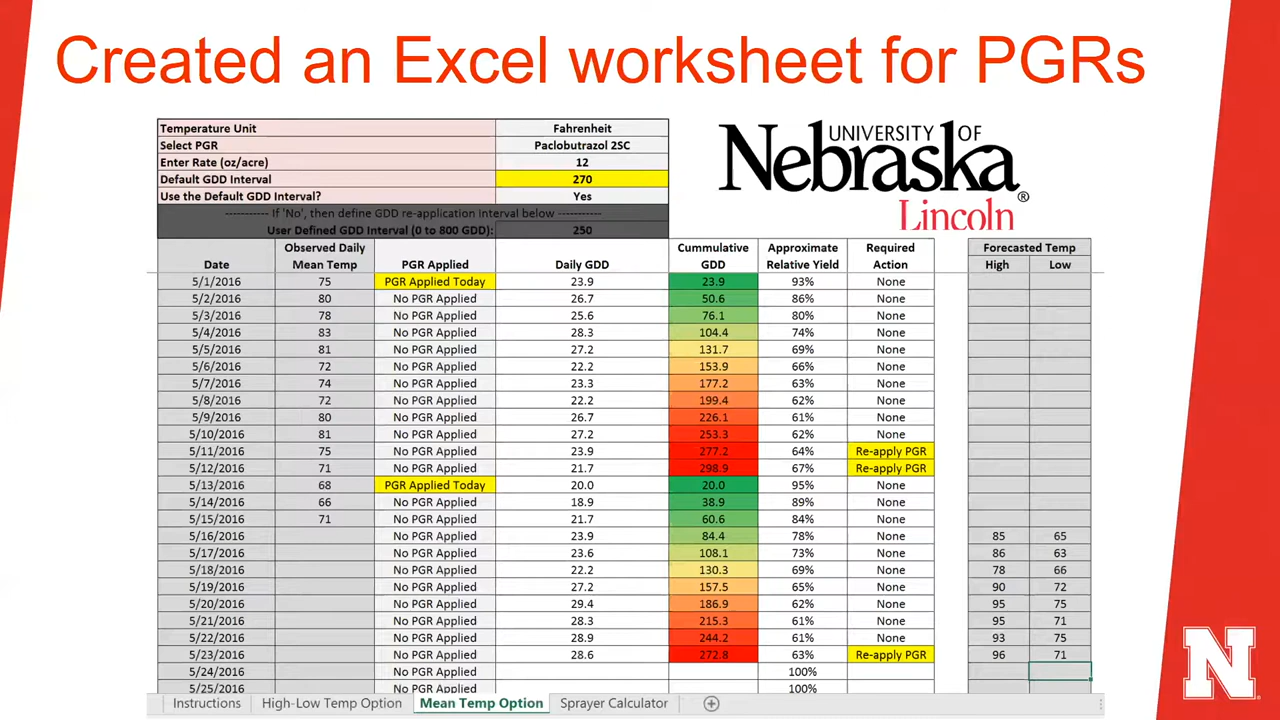 Created an Excel worksheet for PGRs
Temperature Unit Fahrenheit
Select PGR Paclobutrazol 2SC
Enter Rate (oz/acre) 12
Default GDD Interval 270
Use the Default GDD Interval? Yes
----------- If 'No', then define GDD re-application interval below -----------
User Defined GDD Interval (0 to 800 GDD): 250
UNIVERSITY OF
Nebraska®
Lincoln
Observed Daily Cummulative Approximate Required Forecasted Temp
Date Mean Temp PGR Applied Daily GDD GDD Relative Yield Action High Low
5/1/2016 75 PGR Applied Today 23.9 23.9 93% None
5/2/2016 80 No PGR Applied 26.7 50.6 86% None
5/3/2016 78 No PGR Applied 25.6 76.1 80% None
5/4/2016 83 No PGR Applied 28.3 104.4 74% None
5/5/2016 81 No PGR Applied 27.2 131.7 69% None
5/6/2016 72 No PGR Applied 22.2 153.9 66% None
5/7/2016 74 No PGR Applied 23.3 177.2 63% None
5/8/2016 72 No PGR Applied 22.2 199.4 62% None
5/9/2016 80 No PGR Applied 26.7 226.1 61% None
5/10/2016 81 No PGR Applied 27.2 253.3 62% None
5/11/2016 75 No PGR Applied 23.9 277.2 64% Re-apply PGR
5/12/2016 71 No PGR Applied 21.7 298.9 67% Re-apply PGR
5/13/2016 68 PGR Applied Today 20.0 20.0 95% None
5/14/2016 66 No PGR Applied 18.9 38.9 89% None
5/15/2016 71 No PGR Applied 21.7 60.6 84% None
5/16/2016 No PGR Applied 23.9 84.4 78% None 85 65
5/17/2016 No PGR Applied 23.6 108.1 73% None 86 63
5/18/2016 No PGR Applied 22.2 130.3 69% None 78 66
5/19/2016 No PGR Applied 27.2 157.5 65% None 90 72
5/20/2016 No PGR Applied 29.4 186.9 62% None 95 75
5/21/2016 No PGR Applied 28.3 215.3 61% None 95 71
5/22/2016 No PGR Applied 28.9 244.2 61% None 93 75
5/23/2016 No PGR Applied 28.6 272.8 63% Re-apply PGR 96 71
5/24/2016 No PGR Applied 100%
5/25/2016 No PGR Applied 100%
Instructions High-Low Temp Option Mean Temp Option Sprayer Calculator
N